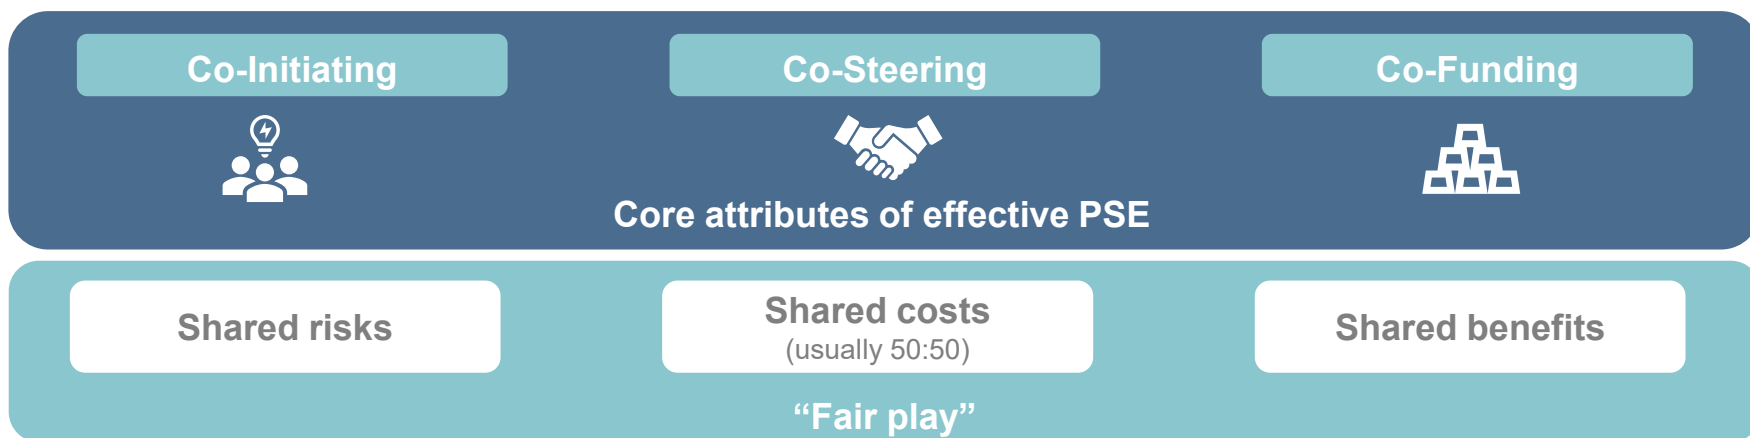 Co-Initiating
Co-Steering
Co-Funding
Core attributes of effective PSE
Shared risks
Shared costs
(usually 50:50)
Shared benefits
“Fair play”